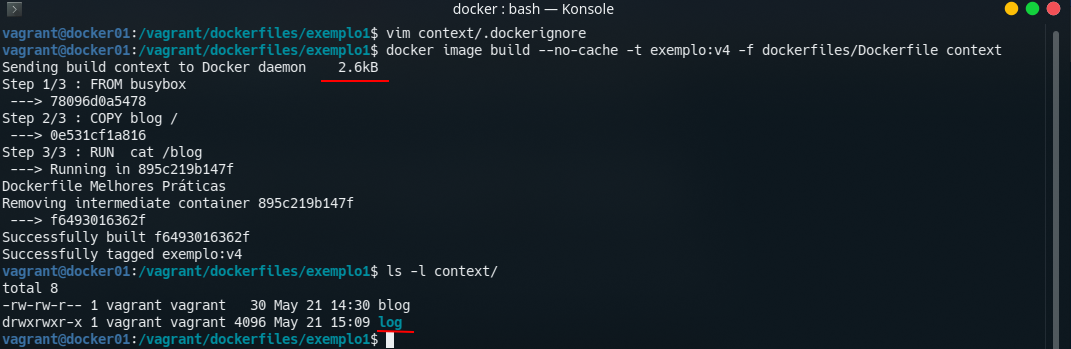 docker : bash — Konsole
vagrant@docker01:/vagrant/dockerfiles/exemplo1$ vim context/.dockerignore
vagrant@docker01:/vagrant/dockerfiles/exemplo1$ docker image build --no-cache -t exemplo:v4 -f dockerfiles/Dockerfile context
Sending build context to Docker daemon    2.6kB
Step 1/3 : FROM busybox
 ---> 78096d0a5478
Step 2/3 : COPY blog /
 ---> 0e531cf1a816
Step 3/3 : RUN  cat /blog
 ---> Running in 895c219b147f
Dockerfile Melhores Práticas
Removing intermediate container 895c219b147f
 ---> f6493016362f
Successfully built f6493016362f
Successfully tagged exemplo:v4
vagrant@docker01:/vagrant/dockerfiles/exemplo1$ ls -l context/
total 8
-rw-rw-r-- 1 vagrant vagrant   30 May 21 14:30 blog
drwxrwxr-x 1 vagrant vagrant 4096 May 21 15:09 log
vagrant@docker01:/vagrant/dockerfiles/exemplo1$